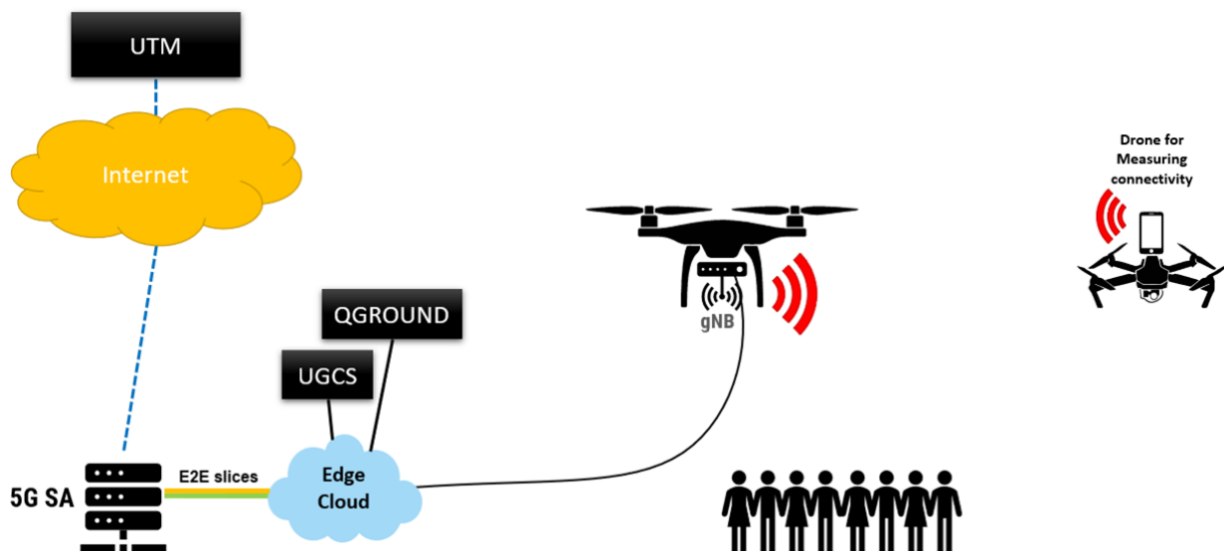 UTM
Internet
Drone for
Measuring
connectivity
QGROUND
gNB
UGCS
E2E slices
5G SA
Edge
Cloud